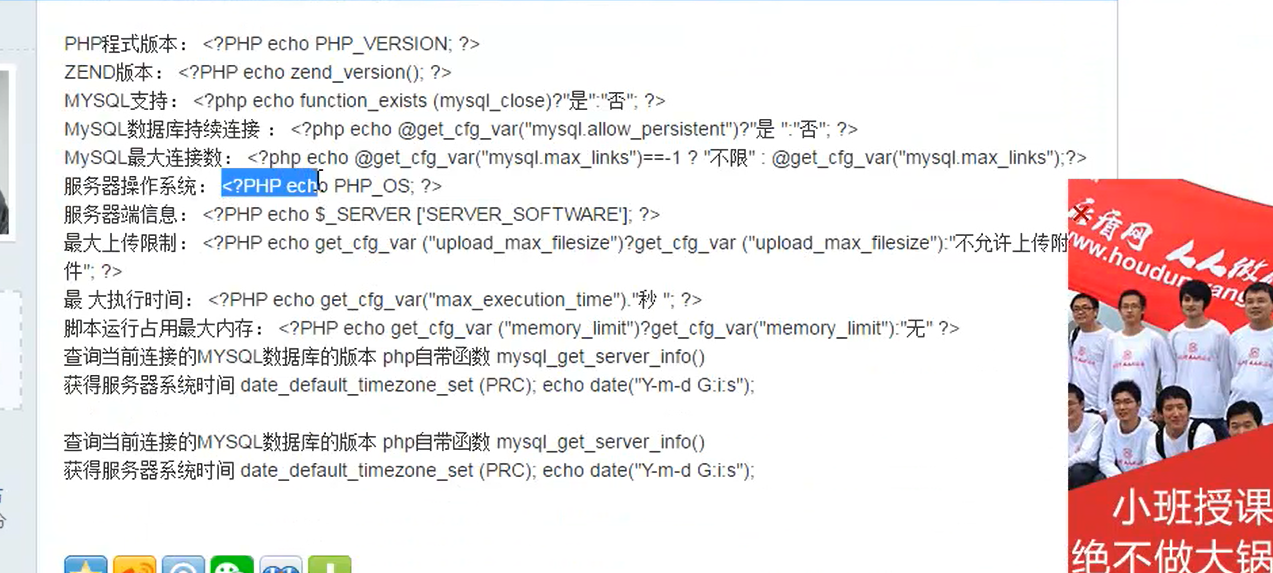 PHP程式版本： <?PHP echo PHP_VERSION; ?>
ZEND版本： <?PHP echo zend_version(); ?>
MYSQL支持： <?php echo function_exists (mysql_close)?"是":"否"; ?>
MySQL数据库持续连接 ： <?php echo @get_cfg_var("mysql.allow_persistent")?"是 ":"否"; ?>
MySQL最大连接数： <?php echo @get_cfg_var("mysql.max_links")==-1 ? "不限" : @get_cfg_var("mysql.max_links");?>
服务器操作系统： <?PHP echo PHP_OS; ?>
服务器端信息： <?PHP echo $_SERVER ['SERVER_SOFTWARE']; ?>
最大上传限制： <?PHP echo get_cfg_var ("upload_max_filesize")?get_cfg_var ("upload_max_filesize"):"不允许上传附
件"; ?>
最 大执行时间： <?PHP echo get_cfg_var("max_execution_time")."秒 "; ?>
脚本运行占用最大内存： <?PHP echo get_cfg_var ("memory_limit")?get_cfg_var("memory_limit"):"无" ?>
查询当前连接的MYSQL数据库的版本 php自带函数 mysql_get_server_info()
获得服务器系统时间 date_default_timezone_set (PRC); echo date("Y-m-d G:i:s");
查询当前连接的MYSQL数据库的版本 php自带函数 mysql_get_server_info()
获得服务器系统时间 date_default_timezone_set (PRC); echo date("Y-m-d G:i:s");
盾网 人人做
www.houdun
小班授课
绝不做大锅